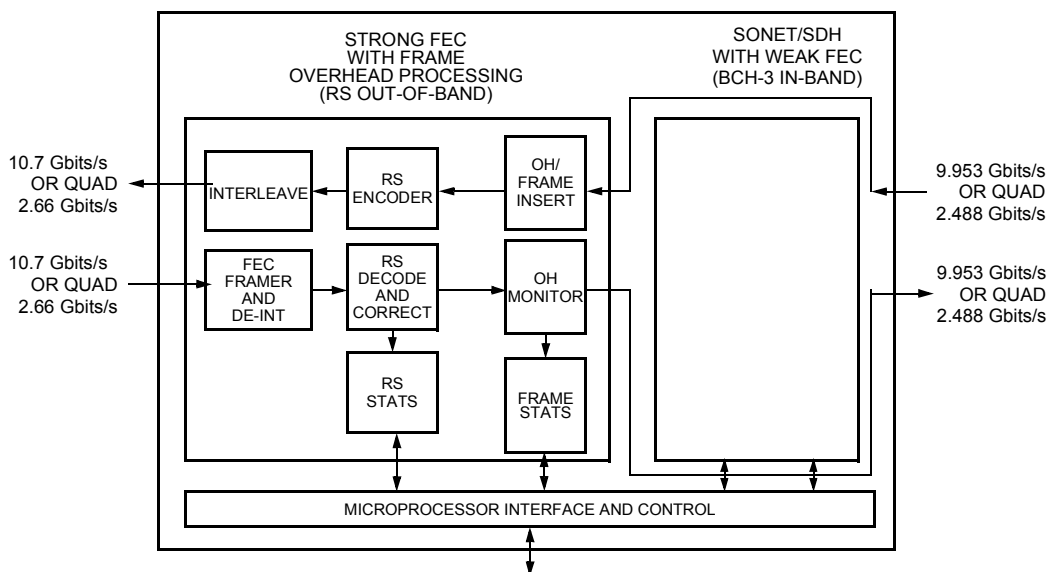 STRONG FEC
WITH FRAME
OVERHEAD PROCESSING
(RS OUT-OF-BAND)
SONET/SDH
WITH WEAK FEC
(BCH-3 IN-BAND)
10.7 Gbits/s
OR QUAD
2.66 Gbits/s
INTERLEAVE
RS
ENCODER
OH/
FRAME
INSERT
9.953 Gbits/s
OR QUAD
2.488 Gbits/s
10.7 Gbits/s
OR QUAD
2.66 Gbits/s
FEC
FRAMER
AND
DE-INT
RS
DECODE
AND
CORRECT
OH
MONITOR
9.953 Gbits/s
OR QUAD
2.488 Gbits/s
RS
STATS
FRAME
STATS
MICROPROCESSOR INTERFACE AND CONTROL